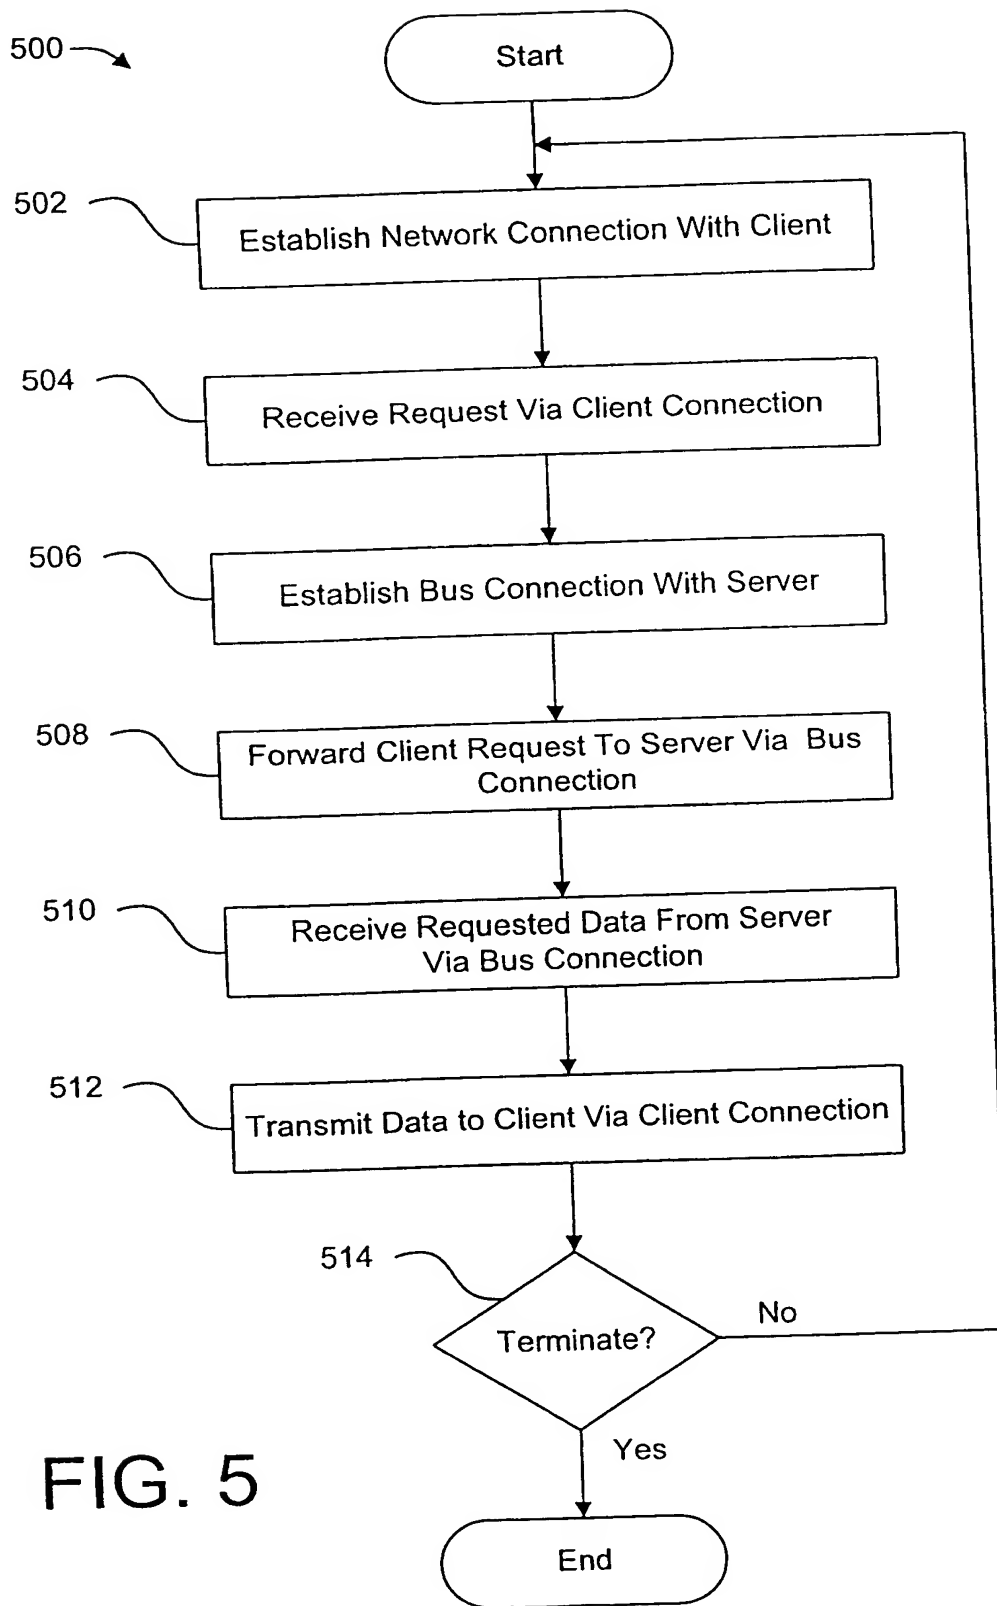 500
Start
502
Establish Network Connection With Client
504
Receive Request Via Client Connection
506
Establish Bus Connection With Server
508
Forward Client Request To Server Via Bus
Connection
510
Receive Requested Data From Server
Via Bus Connection
512
Transmit Data to Client Via Client Connection
514
Terminate?
No
Yes
FIG. 5
End